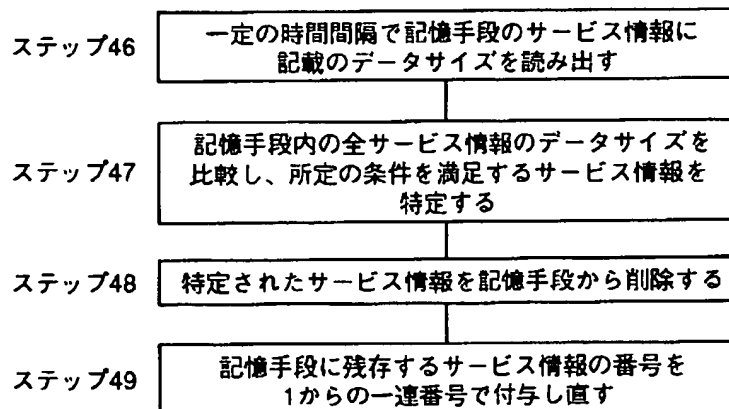 ステップ46
一定の時間間隔で記憶手段のサービス情報に
記載のデータサイズを読み出す
ステップ47
記憶手段内の全サービス情報のデータサイズを
比較し、所定の条件を満足するサービス情報を
特定する
ステップ48
特定されたサービス情報を記憶手段から削除する
ステップ49
記憶手段に残存するサービス情報の番号を
1からの一連番号で付与し直す